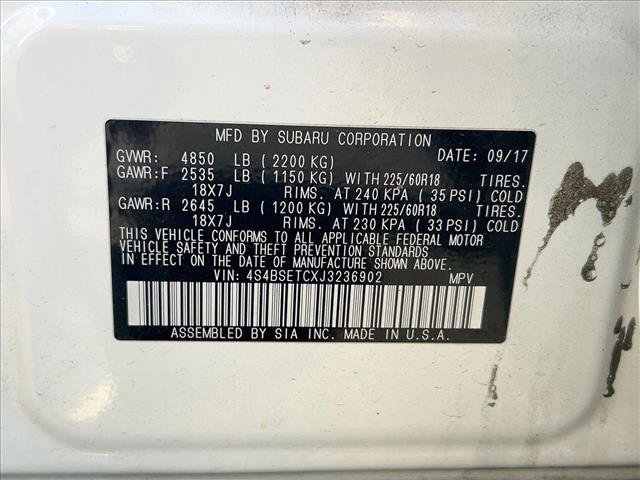 MFD BY SUBARU CORPORATION
GVWR: 4850 LB (2200 KG) DATE: 09/17
GAWR:F 2535 LB (1150 KG) WITH 225/60R18 TIRES.
18X7J RIMS. AT 240 KPA (35 PSI) COLD
GAWR:R 2645 LB (1200 KG) WITH 225/60R18 TIRES.
18X7J RIMS. AT 230 KPA (33 PSI) COLD
THIS VEHICLE CONFORMS TO ALL APPLICABLE FEDERAL MOTOR
VEHICLE SAFETY AND THEFT PREVENTION STANDARDS
IN EFFECT ON THE DATE OF MANUFACTURE SHOWN ABOVE.
VIN: 4S4BSETCXJ3236902 MPV
ASSEMBLED BY SIA INC. MADE IN U.S.A.